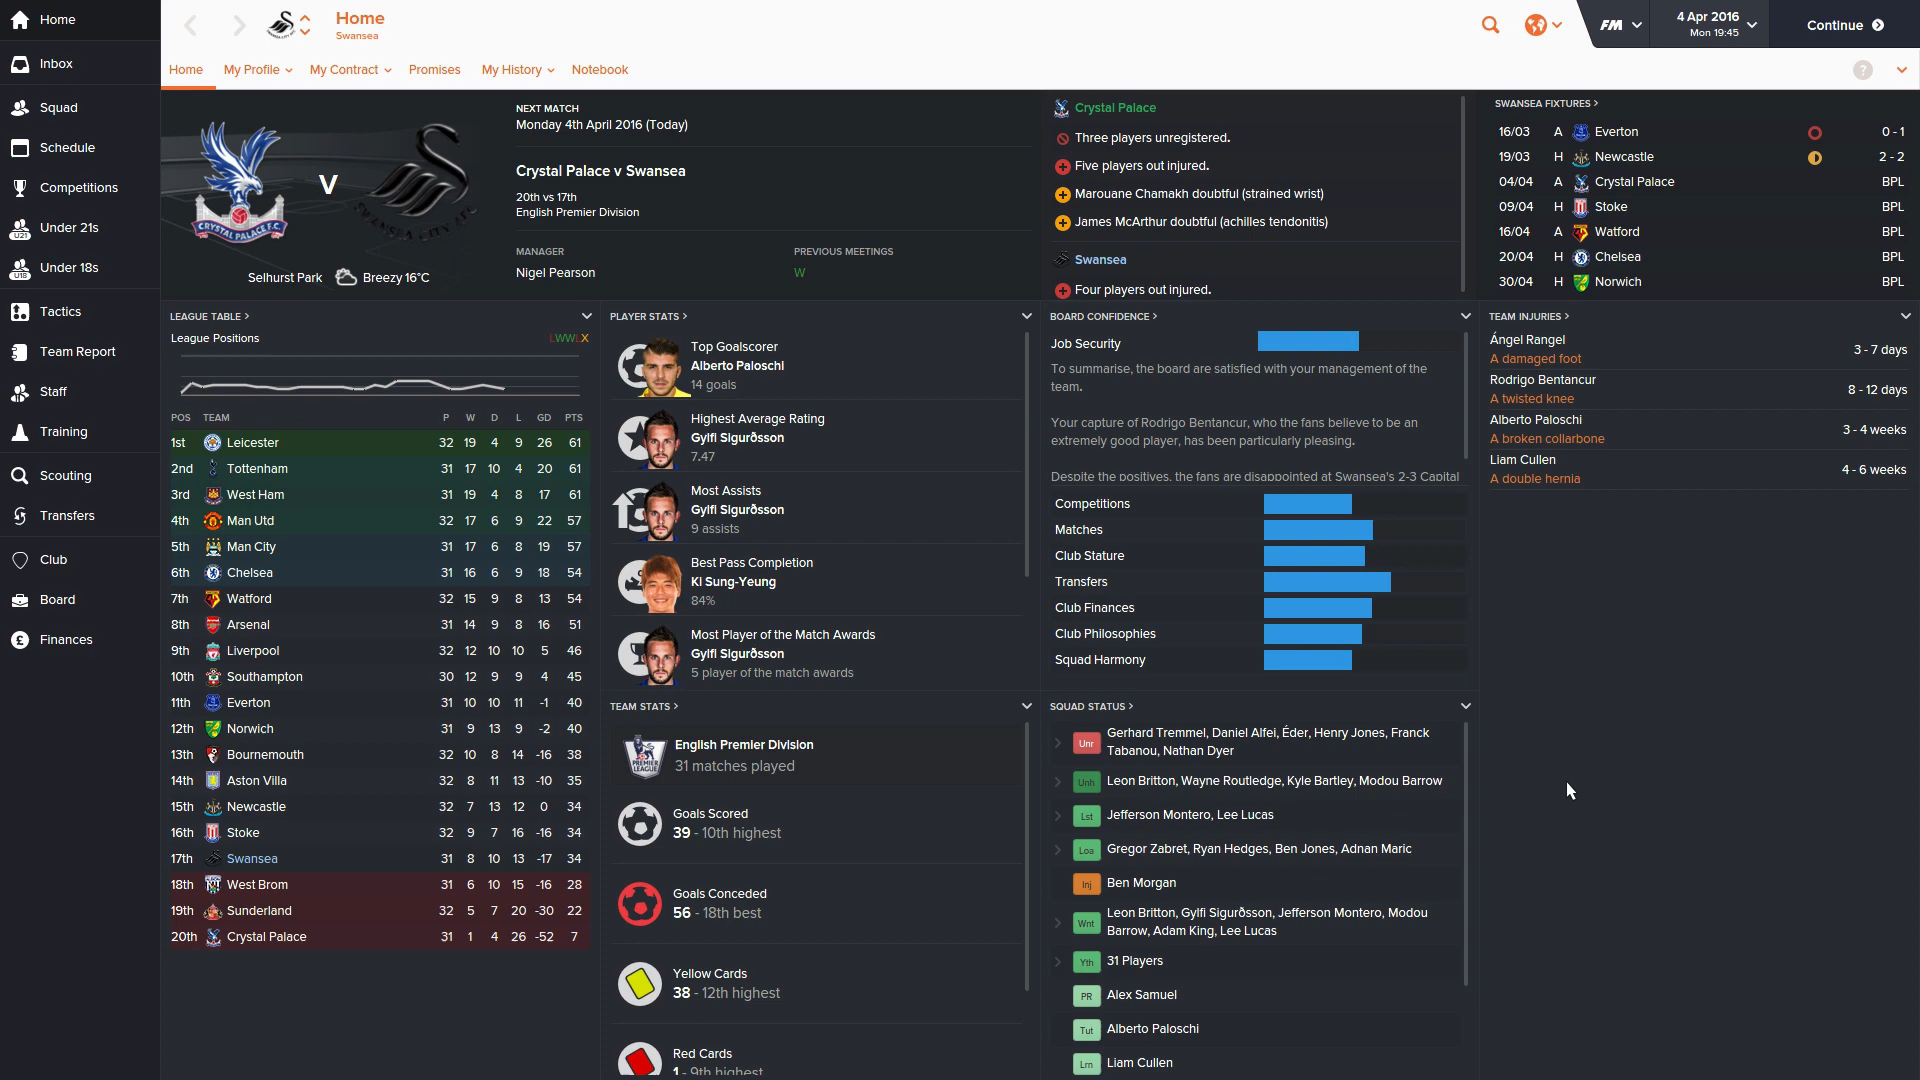 Home
Inbox
Squad
Schedule
Competitions
U21
Under 21s
U18
Under 18s
Tactics
Team Report
Staff
Training
Scouting
Transfers
Club
Board
Finances
Home
Swansea
FM
4 Apr 2016
Mon 19:45
Continue
Home
My Profile
My Contract
Promises
My History
Notebook
?
CRYSTAL PALACE F.C.
V
SWANSEA CITY AFC
Selhurst Park
Breezy 16°C
NEXT MATCH
Monday 4th April 2016 (Today)
Crystal Palace v Swansea
20th vs 17th
English Premier Division
MANAGER
Nigel Pearson
PREVIOUS MEETINGS
W
Crystal Palace
Three players unregistered.
Five players out injured.
Marouane Chamakh doubtful (strained wrist)
James McArthur doubtful (achilles tendonitis)
Swansea
Four players out injured.
SWANSEA FIXTURES >
16/03 A Everton 0 - 1
19/03 H Newcastle 2 - 2
04/04 A Crystal Palace BPL
09/04 H Stoke BPL
16/04 A Watford BPL
20/04 H Chelsea BPL
30/04 H Norwich BPL
LEAGUE TABLE >
League Positions LWWLX
POS TEAM P W D L GD PTS
1st Leicester 32 19 4 9 26 61
2nd Tottenham 31 17 10 4 20 61
3rd West Ham 31 19 4 8 17 61
4th Man Utd 32 17 6 9 22 57
5th Man City 31 17 6 8 19 57
6th Chelsea 31 16 6 9 18 54
7th Watford 32 15 9 8 13 54
8th Arsenal 31 14 9 8 16 51
9th Liverpool 32 12 10 10 5 46
10th Southampton 30 12 9 9 4 45
11th Everton 31 10 10 11 -1 40
12th Norwich 31 9 13 9 -2 40
13th Bournemouth 32 10 8 14 -16 38
14th Aston Villa 32 8 11 13 -10 35
15th Newcastle 32 7 13 12 0 34
16th Stoke 32 9 7 16 -16 34
17th Swansea 31 8 10 13 -17 34
18th West Brom 31 6 10 15 -16 28
19th Sunderland 32 5 7 20 -30 22
20th Crystal Palace 31 1 4 26 -52 7
PLAYER STATS >
Top Goalscorer
Alberto Paloschi
14 goals
Highest Average Rating
Gylfi Sigurðsson
7.47
Most Assists
Gylfi Sigurðsson
9 assists
Best Pass Completion
Ki Sung-Yeung
84%
Most Player of the Match Awards
Gylfi Sigurðsson
5 player of the match awards
TEAM STATS >
PREMIER LEAGUE
English Premier Division
31 matches played
Goals Scored
39 - 10th highest
Goals Conceded
56 - 18th best
Yellow Cards
38 - 12th highest
Red Cards
1 - 9th highest
BOARD CONFIDENCE >
Job Security
To summarise, the board are satisfied with your management of the
team.
Your capture of Rodrigo Bentancur, who the fans believe to be an
extremely good player, has been particularly pleasing.
Despite the positives, the fans are disappointed at Swansea's 2-3 Capital
Competitions
Matches
Club Stature
Transfers
Club Finances
Club Philosophies
Squad Harmony
SQUAD STATUS >
Unr Gerhard Tremmel, Daniel Alfei, Éder, Henry Jones, Franck
Tabanou, Nathan Dyer
Unh Leon Britton, Wayne Routledge, Kyle Bartley, Modou Barrow
Lst Jefferson Montero, Lee Lucas
Loa Gregor Zabret, Ryan Hedges, Ben Jones, Adnan Maric
Inj Ben Morgan
Wnt Leon Britton, Gylfi Sigurðsson, Jefferson Montero, Modou
Barrow, Adam King, Lee Lucas
Yth 31 Players
PR Alex Samuel
Tut Alberto Paloschi
Lrn Liam Cullen
TEAM INJURIES >
Ángel Rangel
A damaged foot
3 - 7 days
Rodrigo Bentancur
A twisted knee
8 - 12 days
Alberto Paloschi
A broken collarbone
3 - 4 weeks
Liam Cullen
A double hernia
4 - 6 weeks